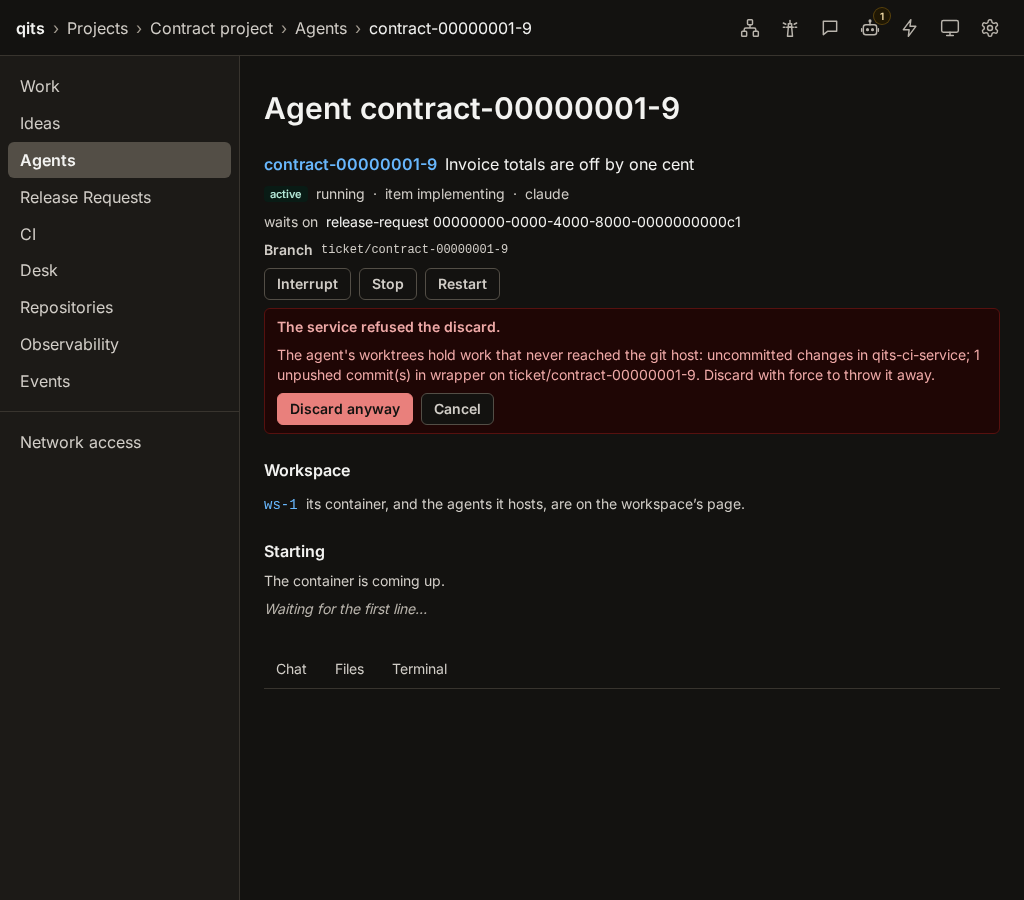 qits › Projects › Contract project › Agents › contract-00000001-9
1
Work
Ideas
Agents
Release Requests
CI
Desk
Repositories
Observability
Events
Network access
Agent contract-00000001-9
contract-00000001-9 Invoice totals are off by one cent
active running · item implementing · claude
waits on release-request 00000000-0000-4000-8000-0000000000c1
Branch ticket/contract-00000001-9
Interrupt Stop Restart
The service refused the discard.
The agent's worktrees hold work that never reached the git host: uncommitted changes in qits-ci-service; 1
unpushed commit(s) in wrapper on ticket/contract-00000001-9. Discard with force to throw it away.
Discard anyway Cancel
Workspace
ws-1 its container, and the agents it hosts, are on the workspace’s page.
Starting
The container is coming up.
Waiting for the first line…
Chat Files Terminal